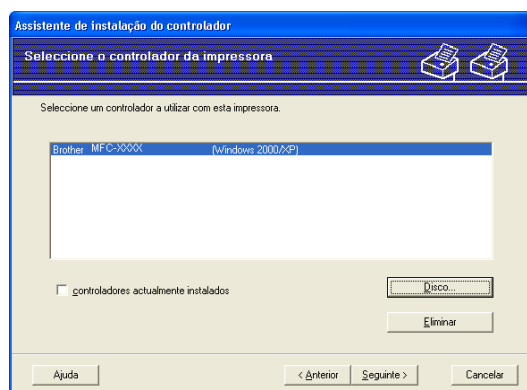 Assistente de instalação do controlador
Seleccione o controlador da impressora
Seleccione um controlador a utilizar com esta impressora.
Brother MFC-XXXX (Windows 2000/XP)
controladores actualmente instalados
Disco...
Eliminar
Ajuda < Anterior Seguinte > Cancelar